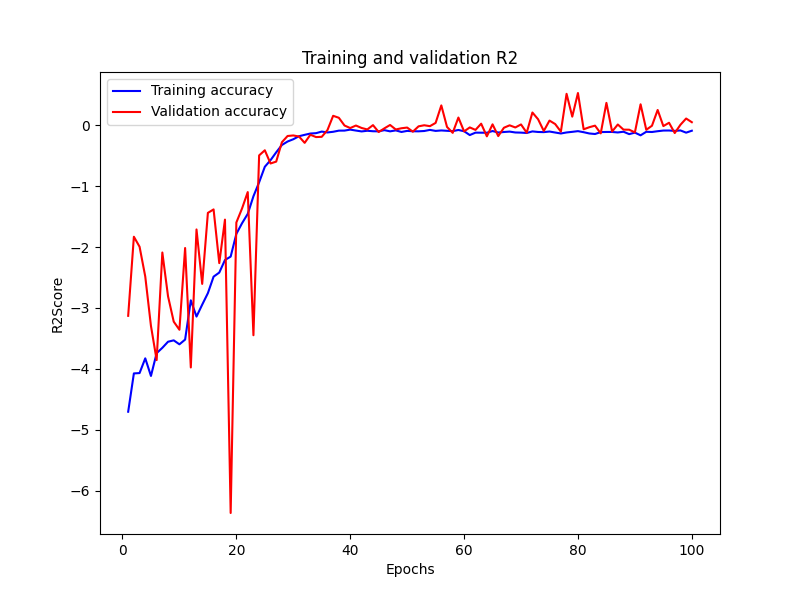 Training and validation R2
Training accuracy
Validation accuracy
R2Score
0
−1
−2
−3
−4
−5
−6
0
20
40
60
80
100
Epochs